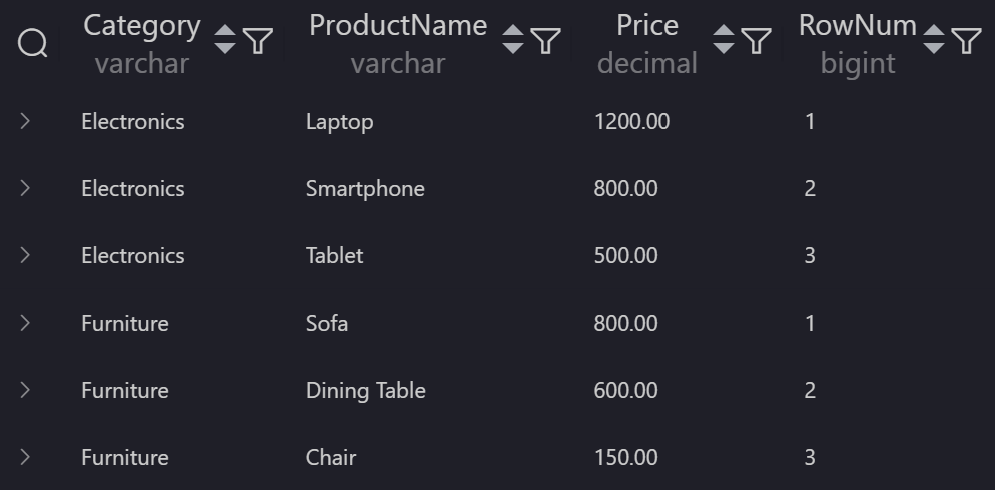 Category ProductName Price RowNum
varchar varchar decimal bigint
Electronics Laptop 1200.00 1
Electronics Smartphone 800.00 2
Electronics Tablet 500.00 3
Furniture Sofa 800.00 1
Furniture Dining Table 600.00 2
Furniture Chair 150.00 3